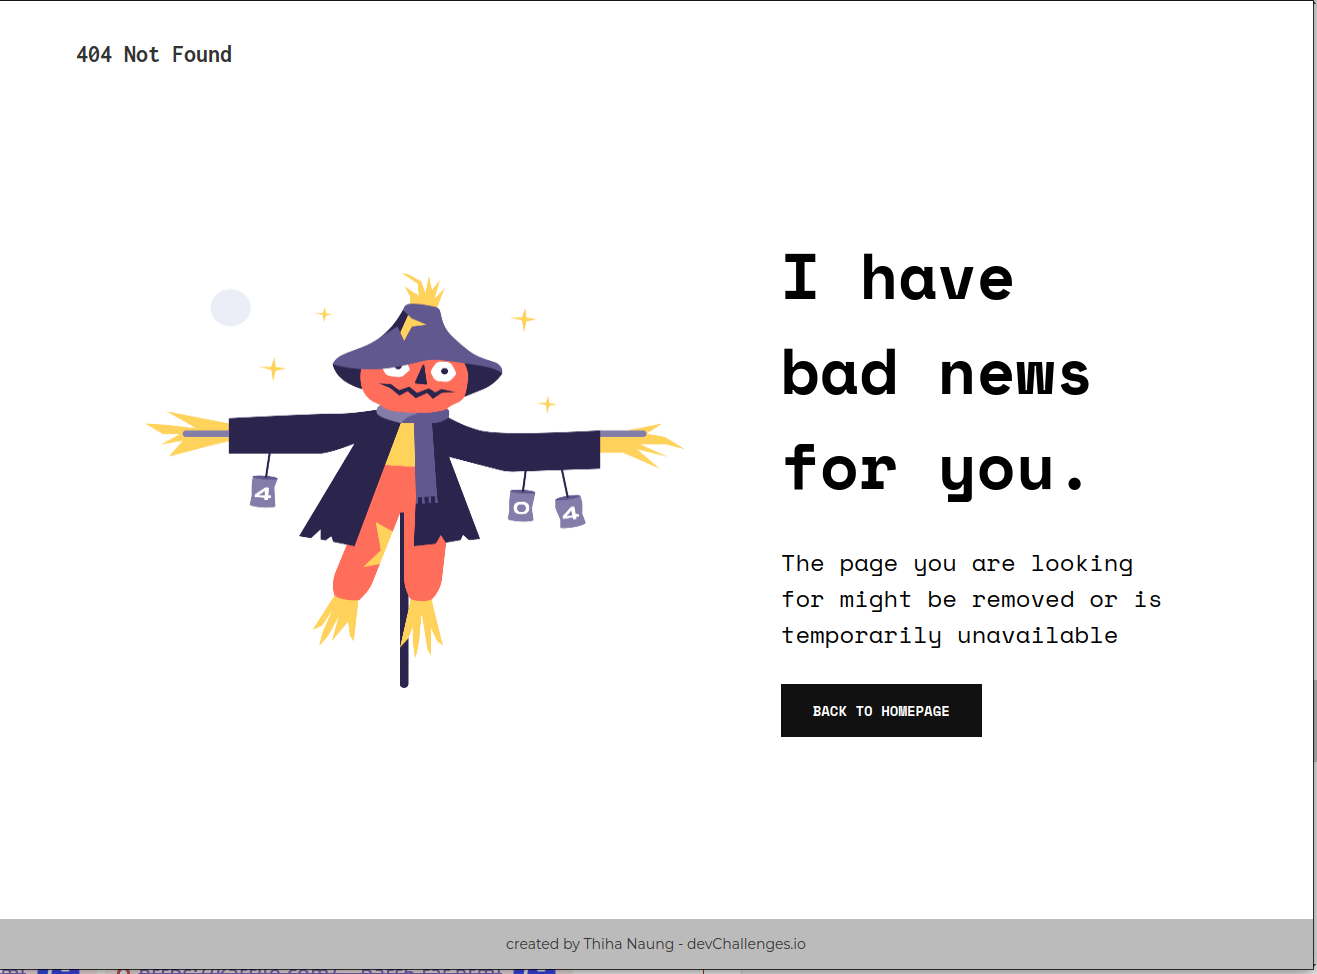 404 Not Found
I have
bad news
for you.
4
0
4
The page you are looking
for might be removed or is
temporarily unavailable
BACK TO HOMEPAGE
created by Thiha Naung - devChallenges.io